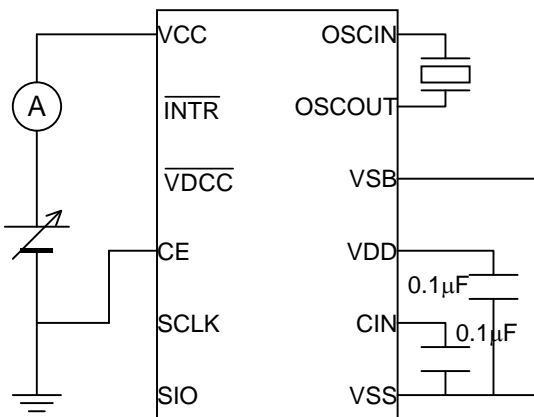 VCC
OSCIN
A
INTR
OSCOUT
VDCC
VSB
CE
VDD
0.1μF
SCLK
CIN
0.1μF
SIO
VSS